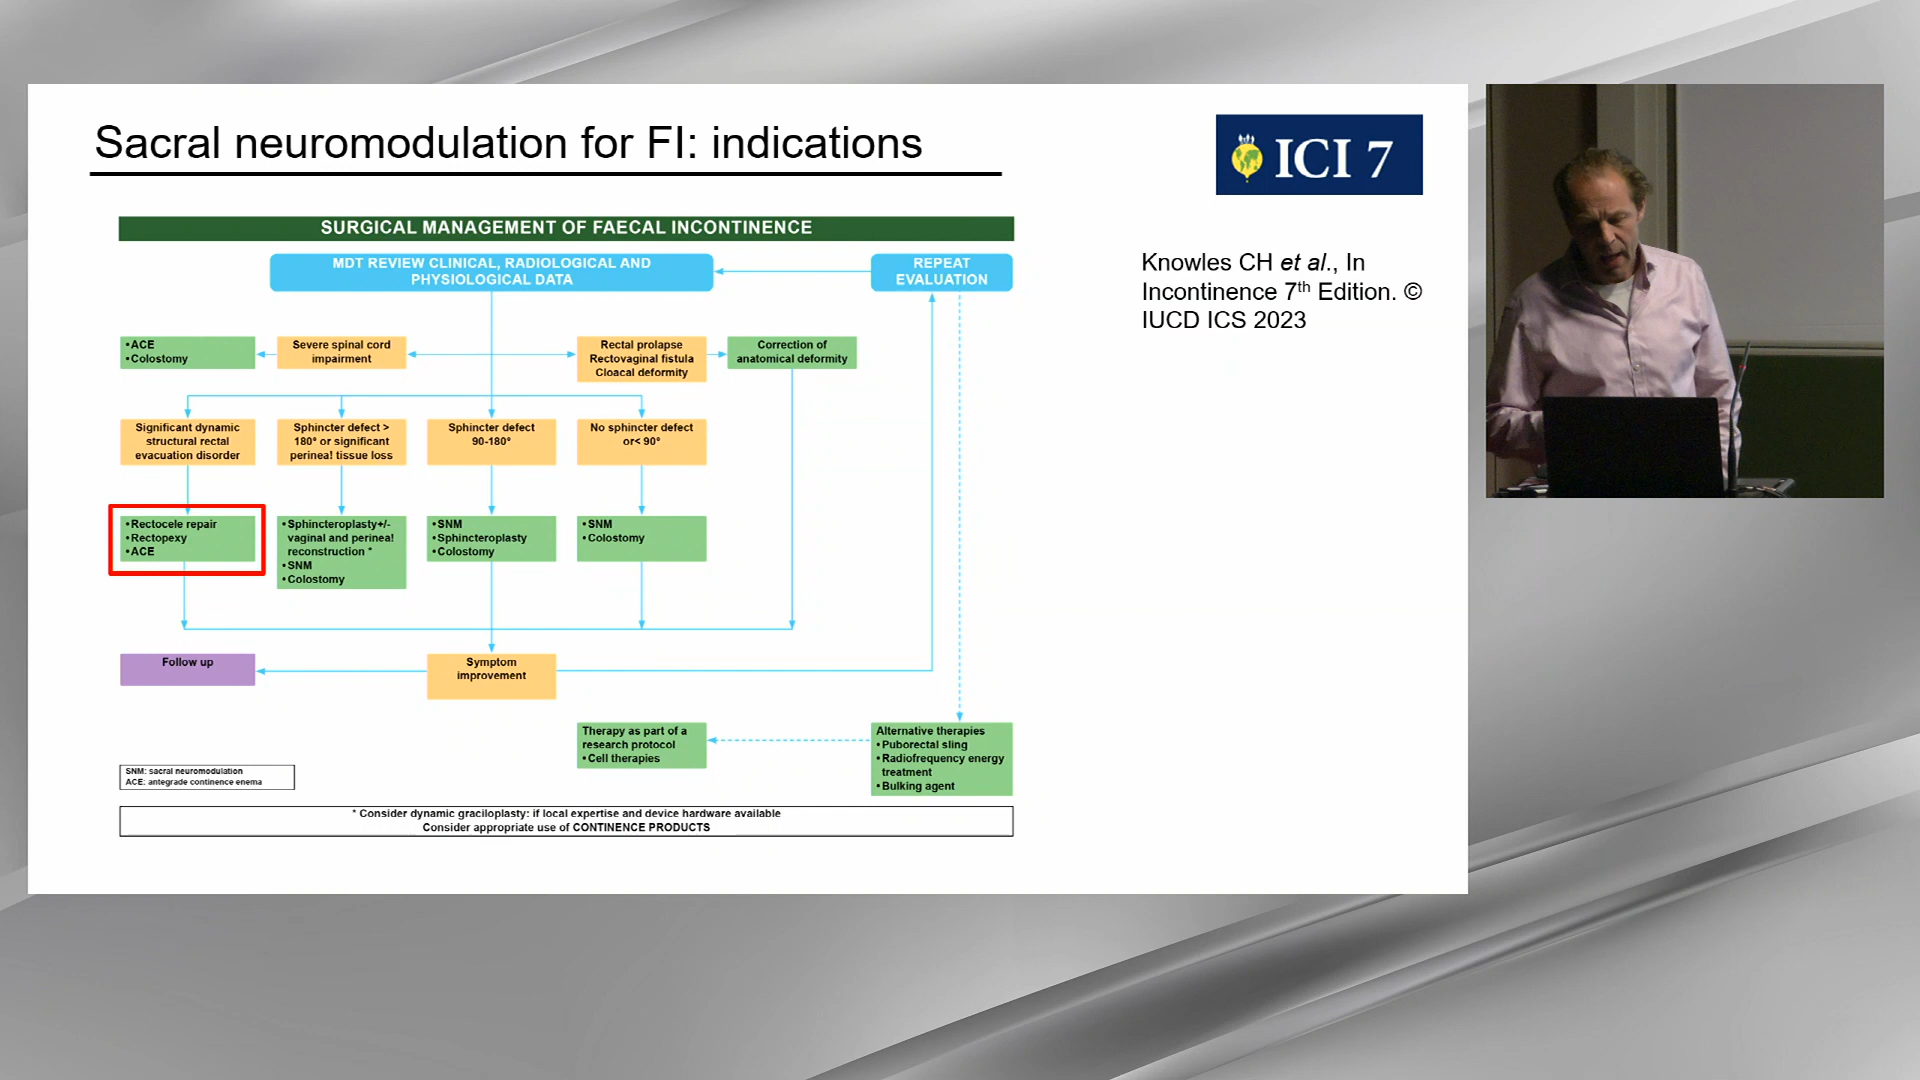 Sacral neuromodulation for FI: indications
ICI 7
Knowles CH et al., In
Incontinence 7th Edition. ©
IUCD ICS 2023
SURGICAL MANAGEMENT OF FAECAL INCONTINENCE
MDT REVIEW CLINICAL, RADIOLOGICAL AND
PHYSIOLOGICAL DATA
REPEAT
EVALUATION
•ACE
•Colostomy
Severe spinal cord
impairment
Rectal prolapse
Rectovaginal fistula
Cloacal deformity
Correction of
anatomical deformity
Significant dynamic
structural rectal
evacuation disorder
Sphincter defect >
180° or significant
perinea! tissue loss
Sphincter defect
90-180°
No sphincter defect
or< 90°
•Rectocele repair
•Rectopexy
•ACE
•Sphincteroplasty+/-
vaginal and perinea!
reconstruction *
•SNM
•Colostomy
•SNM
•Sphincteroplasty
•Colostomy
•SNM
•Colostomy
Follow up
Symptom
improvement
Therapy as part of a
research protocol
•Cell therapies
Alternative therapies
•Puborectal sling
•Radiofrequency energy
treatment
•Bulking agent
SNM: sacral neuromodulation
ACE: antegrade continence enema
* Consider dynamic graciloplasty: if local expertise and device hardware available
Consider appropriate use of CONTINENCE PRODUCTS